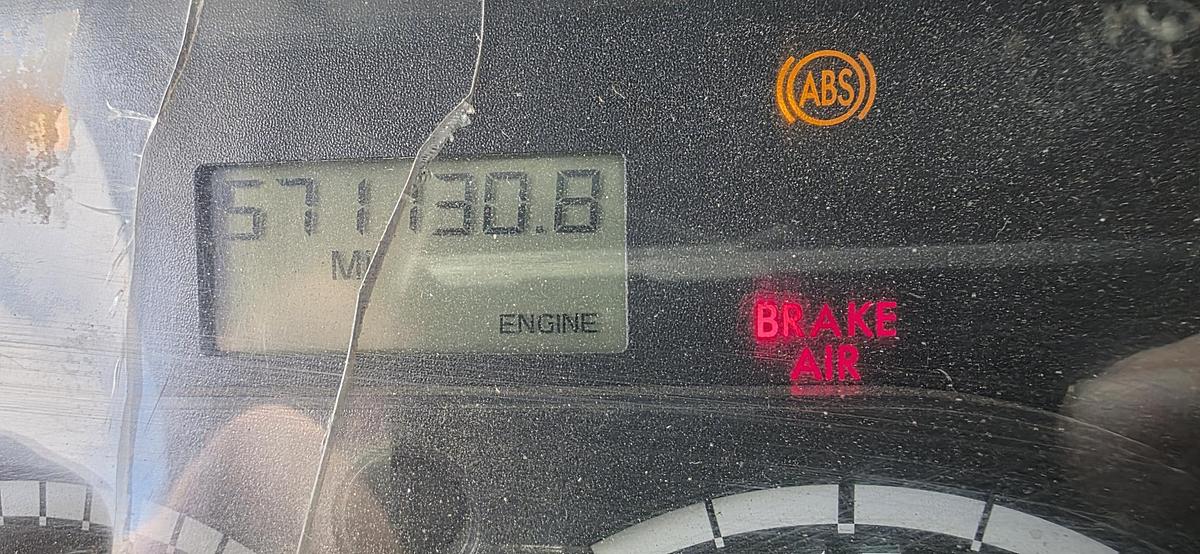 ABS
571130.8
MI
ENGINE
BRAKE
AIR